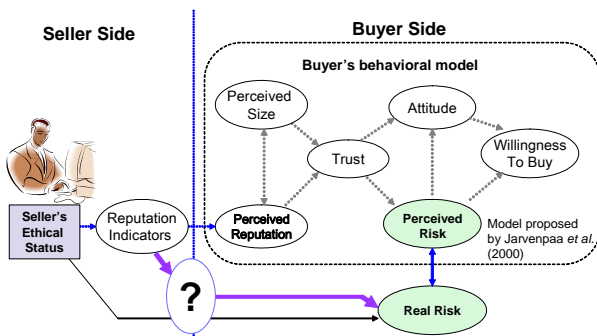 Seller Side
Buyer Side
Buyer's behavioral model
Perceived
Size
Attitude
Trust
Willingness
To Buy
Seller's
Ethical
Status
Reputation
Indicators
Perceived
Reputation
Perceived
Risk
Model proposed
by Jarvenpaa et al.
(2000)
?
Real Risk